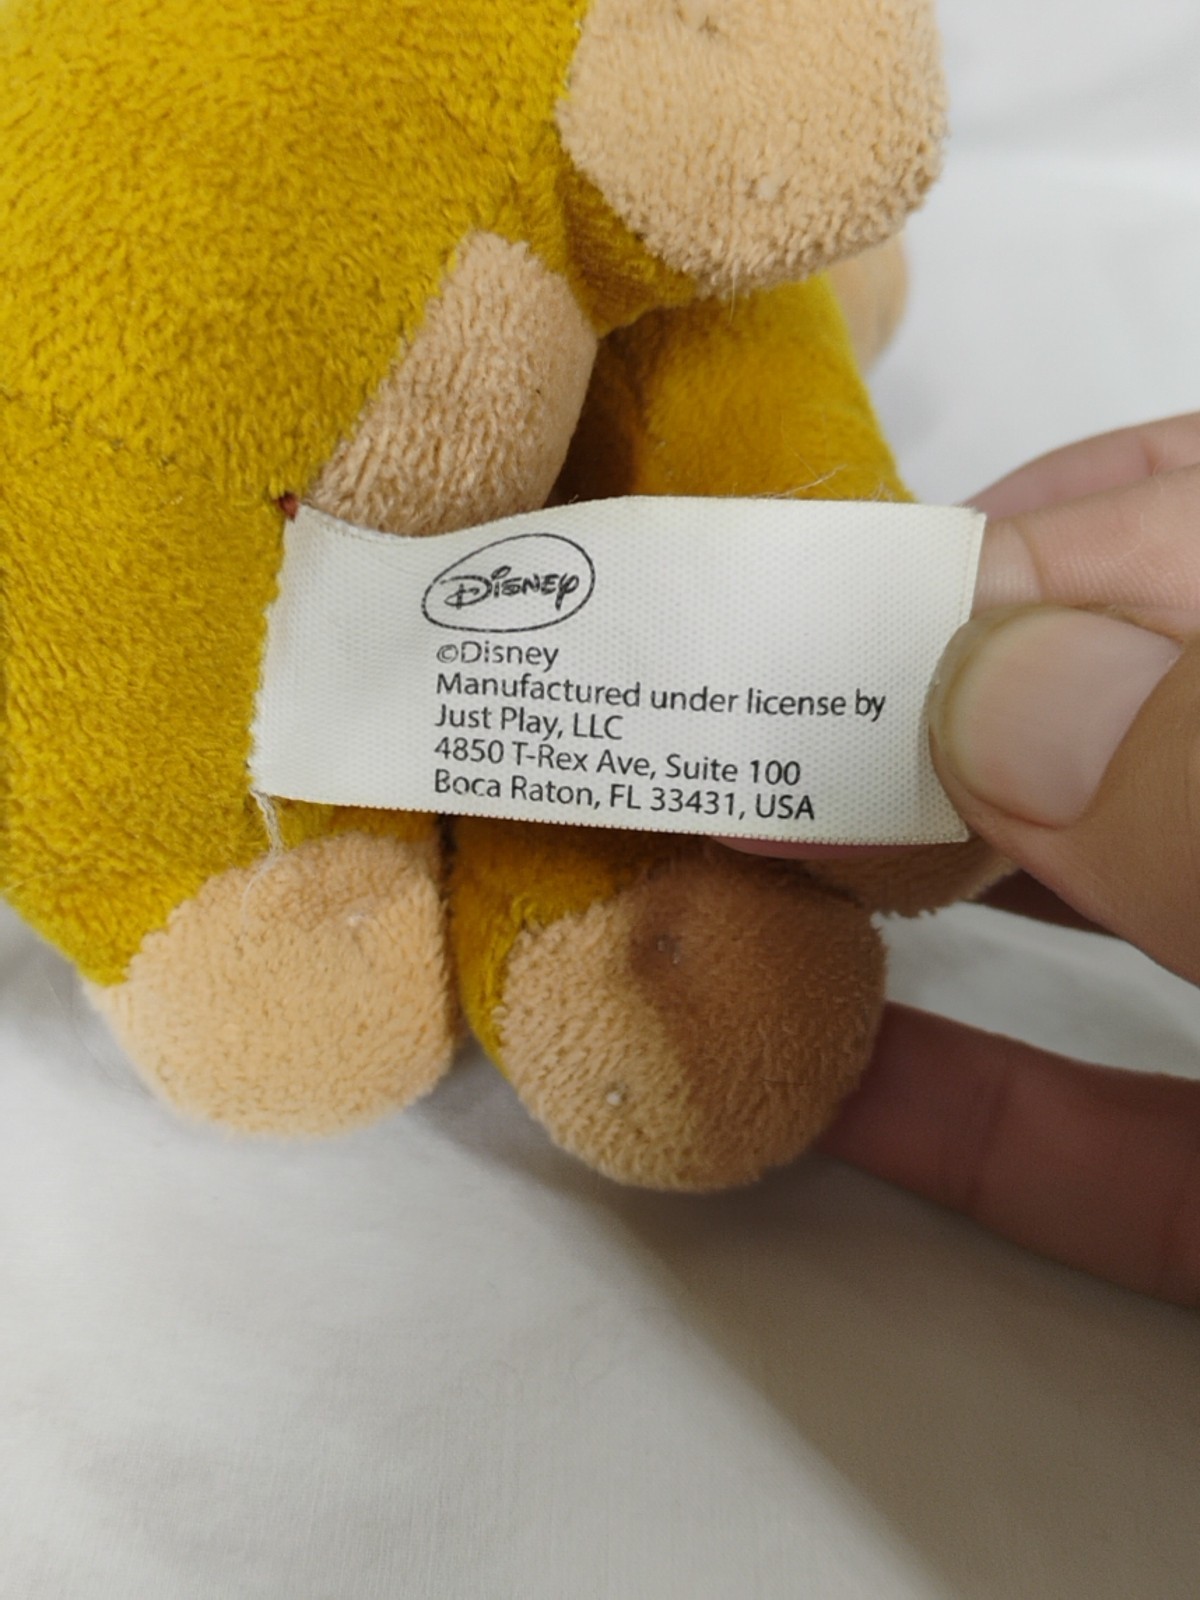 Disney
©Disney
Manufactured under license by
Just Play, LLC
4850 T-Rex Ave, Suite 100
Boca Raton, FL 33431, USA